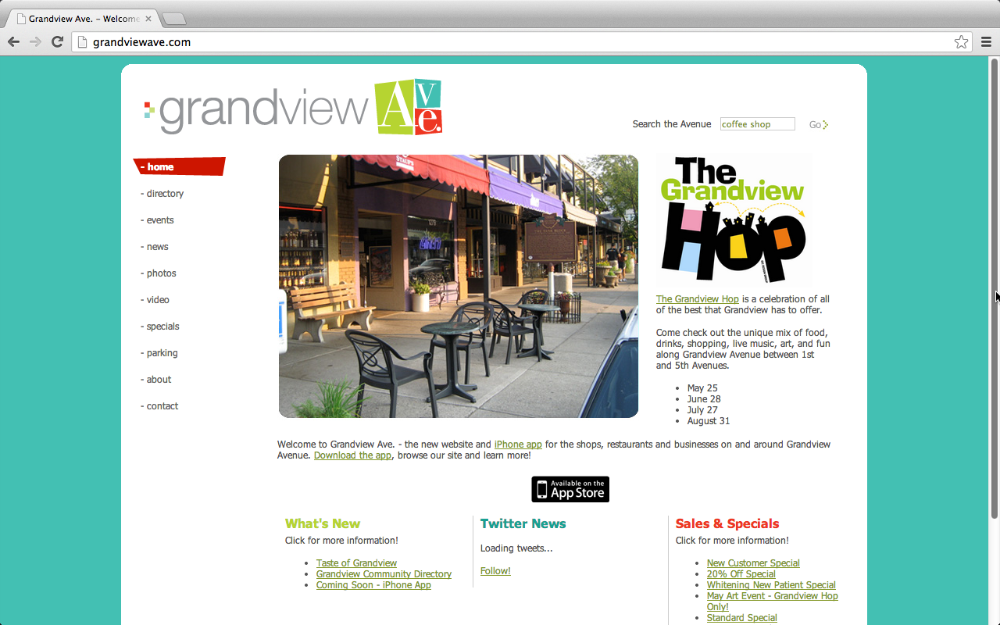 Grandview Ave. – Welcome
grandviewave.com
grandview Ave.
Search the Avenue
coffee shop
Go
- home
- directory
- events
- news
- photos
- video
- specials
- parking
- about
- contact
STAUF'S
1279
The
Grandview
Hop
The Grandview Hop is a celebration of all
of the best that Grandview has to offer.
Come check out the unique mix of food,
drinks, shopping, live music, art, and fun
along Grandview Avenue between 1st
and 5th Avenues.
May 25
June 28
July 27
August 31
Welcome to Grandview Ave. - the new website and iPhone app for the shops, restaurants and businesses on and around Grandview
Avenue. Download the app, browse our site and learn more!
Available on the
App Store
What's New
Click for more information!
Taste of Grandview
Grandview Community Directory
Coming Soon - iPhone App
Twitter News
Loading tweets...
Follow!
Sales & Specials
Click for more information!
New Customer Special
20% Off Special
Whitening New Patient Special
May Art Event - Grandview Hop
Only!
Standard Special